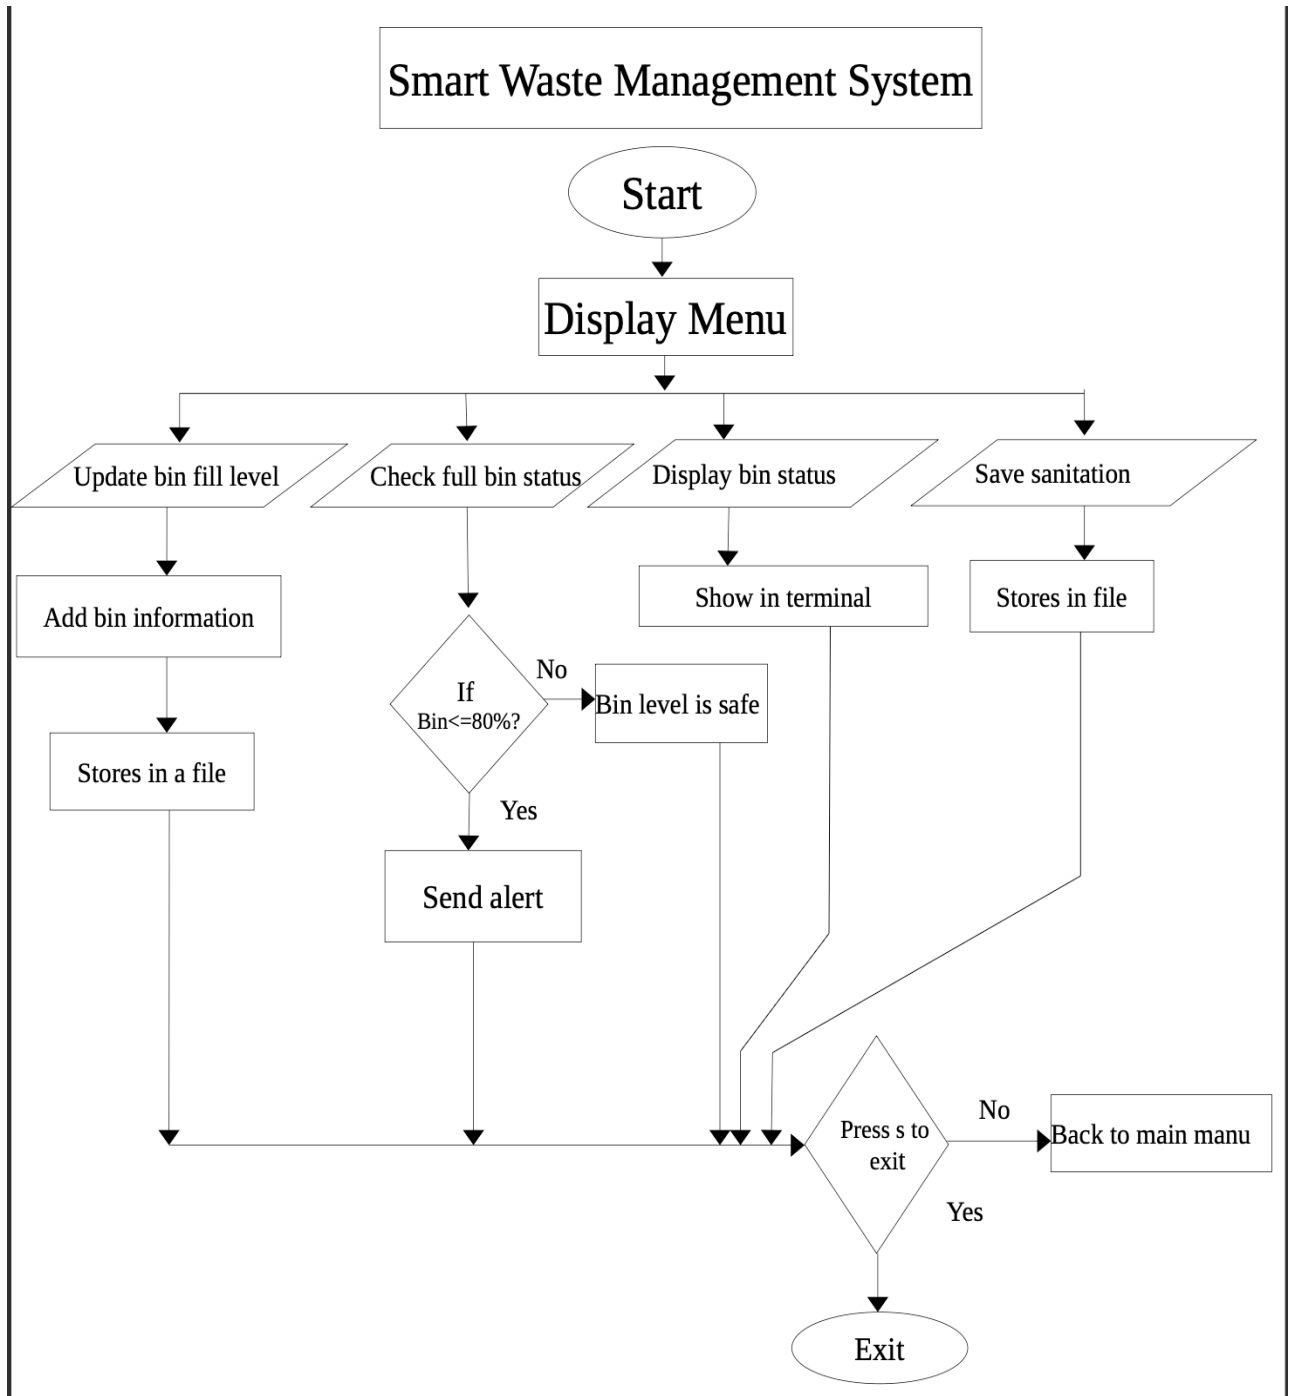 Smart Waste Management System
Start
Display Menu
Update bin fill level
Check full bin status
Display bin status
Save sanitation
Add bin information
Show in terminal
Stores in file
If
Bin<=80%?
No
Bin level is safe
Stores in a file
Yes
Send alert
Press s to
exit
No
Back to main manu
Yes
Exit